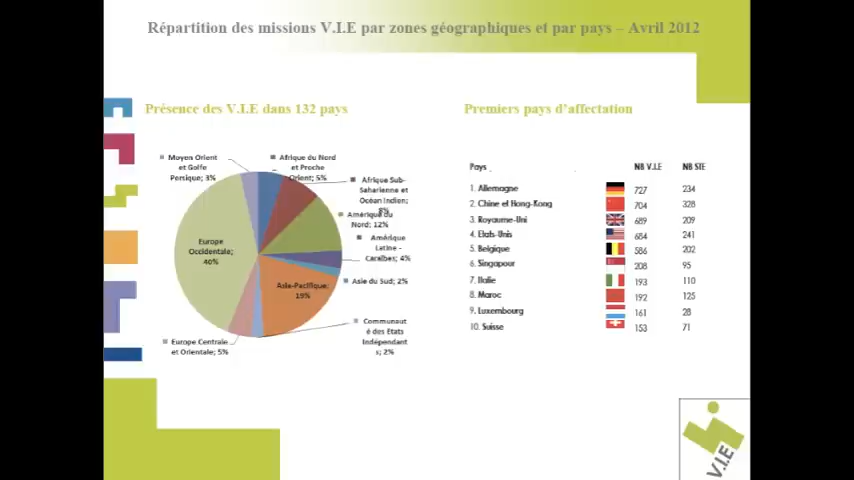 Répartition des missions V.I.E par zones géographiques et par pays – Avril 2012
Présence des V.I.E dans 132 pays
Moyen Orient
et Golfe
Persique; 3%
Afrique du Nord
et Proche
Orient; 5%
Afrique Sub-
Saharienne et
Océan Indien;
8%
Amérique du
Nord; 12%
Amérique
Latine -
Caraïbes; 4%
Asie du Sud; 2%
Asie-Pacifique;
19%
Communaut
é des Etats
Indépendant
s; 2%
Europe Centrale
et Orientale; 5%
Europe
Occidentale;
40%
Premiers pays d'affectation
Pays NB V.I.E NB STE
1. Allemagne 727 234
2. Chine et Hong-Kong 704 328
3. Royaume-Uni 689 209
4. Etats-Unis 684 241
5. Belgique 586 202
6. Singapour 208 95
7. Italie 193 110
8. Maroc 192 125
9. Luxembourg 161 28
10. Suisse 153 71
V.I.E